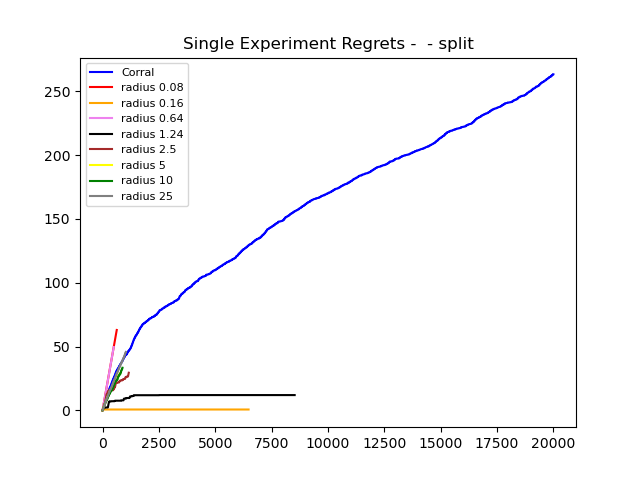 Single Experiment Regrets -  - split
Corral
radius 0.08
radius 0.16
radius 0.64
radius 1.24
radius 2.5
radius 5
radius 10
radius 25
250
200
150
100
50
0
0 2500 5000 7500 10000 12500 15000 17500 20000